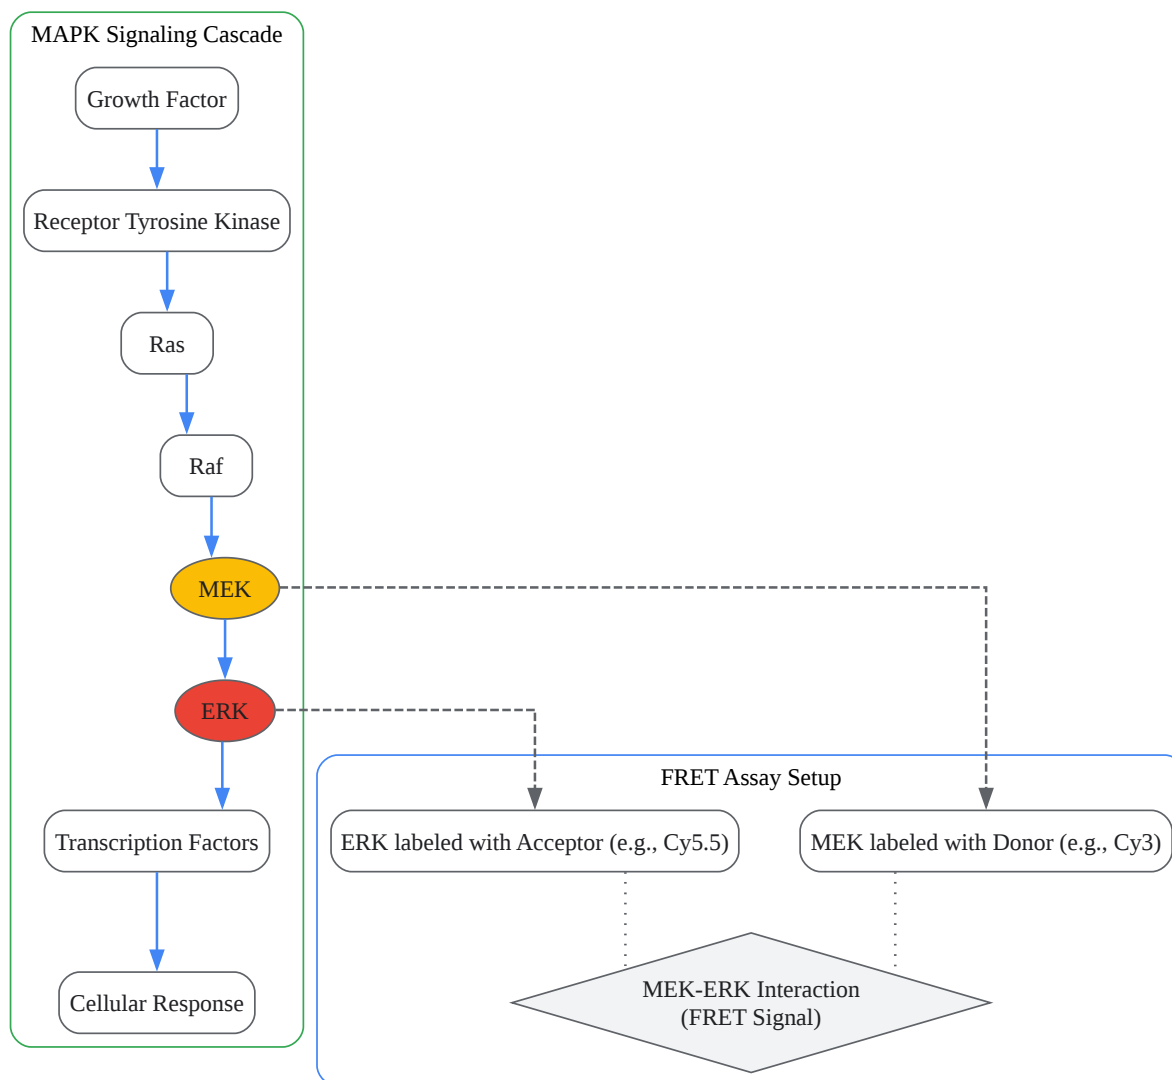 MAPK Signaling Cascade
Growth Factor
Receptor Tyrosine Kinase
Ras
Raf
MEK
ERK
Transcription Factors
Cellular Response
FRET Assay Setup
ERK labeled with Acceptor (e.g., Cy5.5)
MEK labeled with Donor (e.g., Cy3)
MEK-ERK Interaction
(FRET Signal)